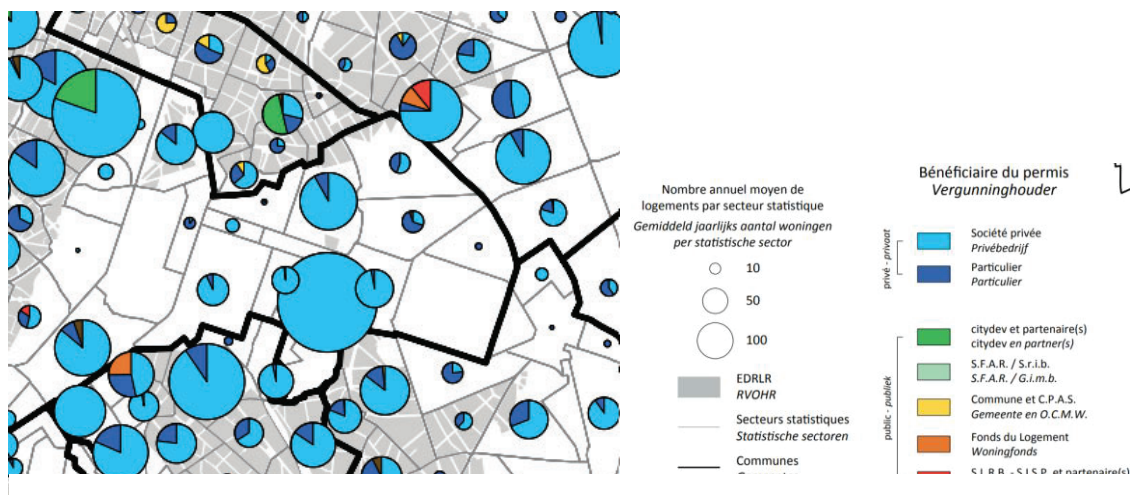 Nombre annuel moyen de
logements par secteur statistique
Gemiddeld jaarlijks aantal woningen
per statistische sector
10
50
100
EDRLR
RVOHR
Secteurs statistiques
Statistische sectoren
Communes
Bénéficiaire du permis
Vergunninghouder
privé - privaat
Société privée
Privébedrijf
Particulier
Particulier
public - publiek
citydev et partenaire(s)
citydev en partner(s)
S.F.A.R. / S.r.i.b.
S.F.A.R. / G.i.m.b.
Commune et C.P.A.S.
Gemeente en O.C.M.W.
Fonds du Logement
Woningfonds
S.L.R.B. - S.I.S.P. et partenaire(s)